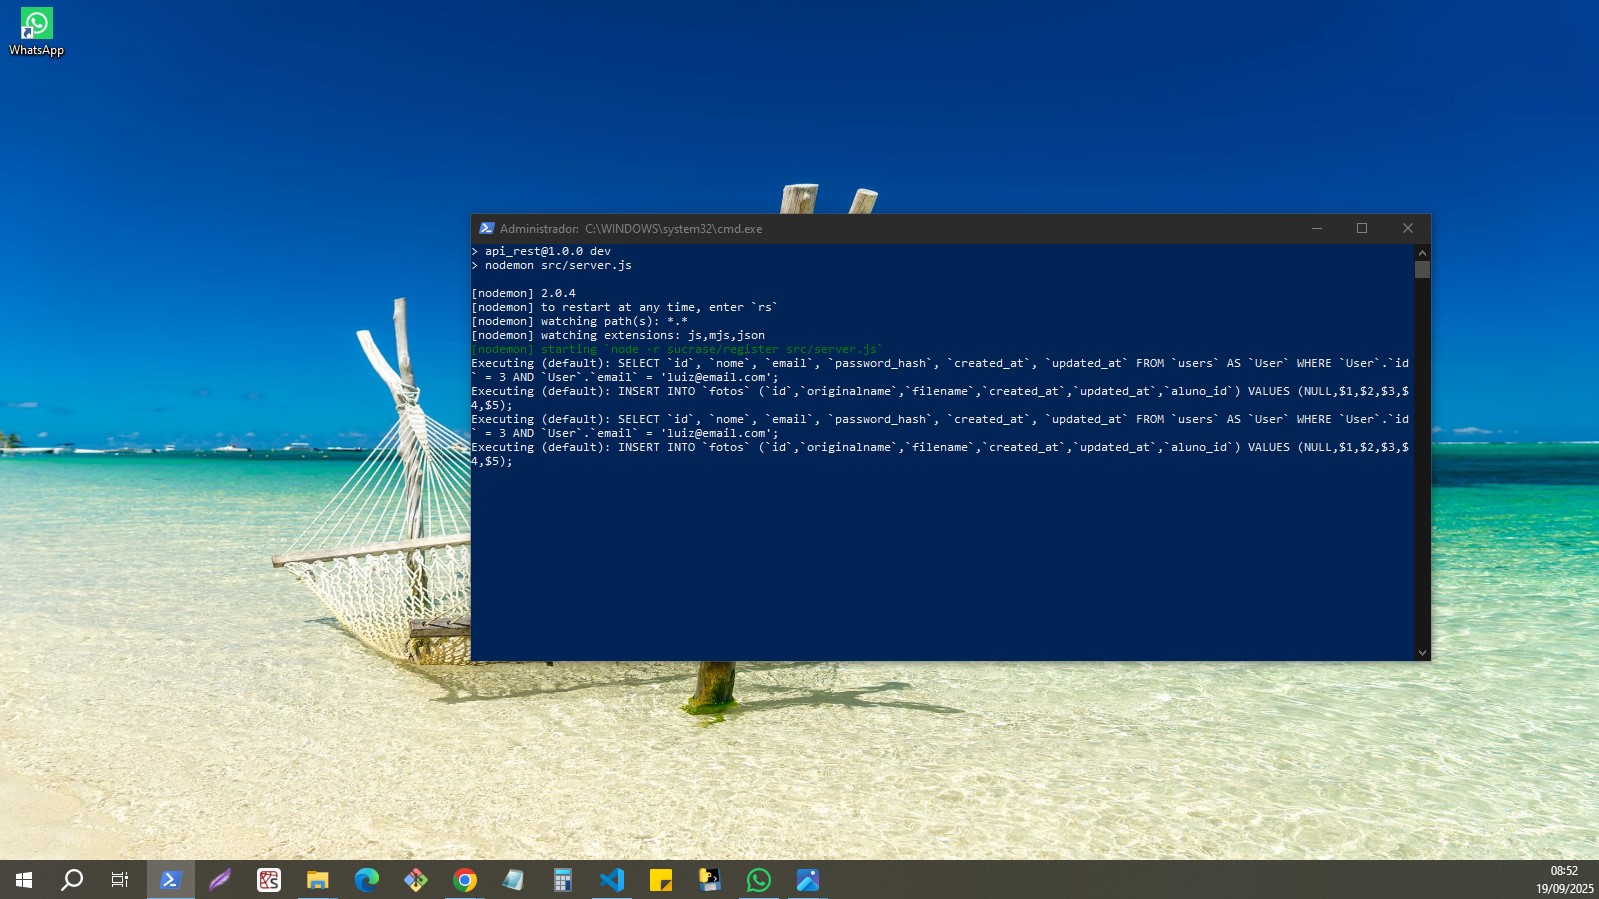 WhatsApp
Administrador: C:\WINDOWS\system32\cmd.exe
> api_rest@1.0.0 dev
> nodemon src/server.js
[nodemon] 2.0.4
[nodemon] to restart at any time, enter `rs`
[nodemon] watching path(s): *.*
[nodemon] watching extensions: js,mjs,json
[nodemon] starting `node -r sucrase/register src/server.js`
Executing (default): SELECT `id`, `nome`, `email`, `password_hash`, `created_at`, `updated_at` FROM `users` AS `User` WHERE `User`.`id
` = 3 AND `User`.`email` = 'luiz@email.com';
Executing (default): INSERT INTO `fotos` (`id`,`originalname`,`filename`,`created_at`,`updated_at`,`aluno_id`) VALUES (NULL,$1,$2,$3,$
4,$5);
Executing (default): SELECT `id`, `nome`, `email`, `password_hash`, `created_at`, `updated_at` FROM `users` AS `User` WHERE `User`.`id
` = 3 AND `User`.`email` = 'luiz@email.com';
Executing (default): INSERT INTO `fotos` (`id`,`originalname`,`filename`,`created_at`,`updated_at`,`aluno_id`) VALUES (NULL,$1,$2,$3,$
4,$5);
08:52
19/09/2025